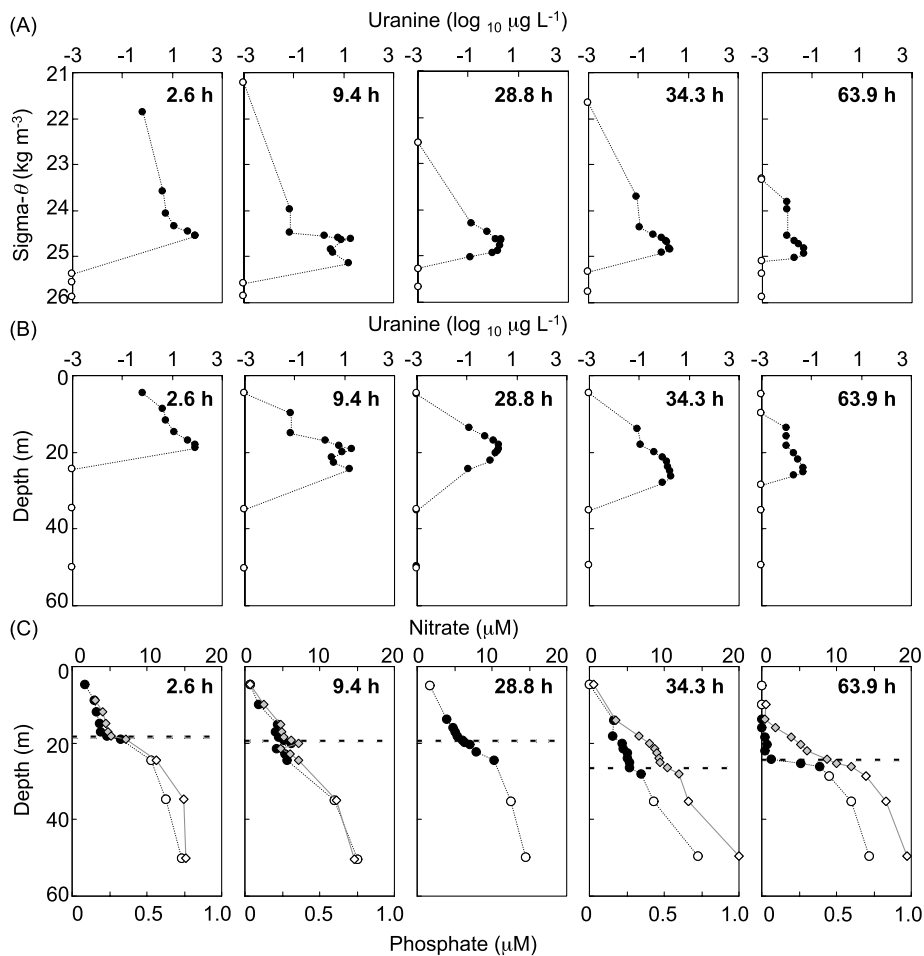 (A)
Uranine (log 10 µg L-1)
-3 -1 1 3 -3 -1 1 3 -3 -1 1 3 -3 -1 1 3 -3 -1 1 3
2.6 h 9.4 h 28.8 h 34.3 h 63.9 h
Sigma-θ (kg m-3)
21
22
23
24
25
26
(B)
Uranine (log 10 µg L-1)
-3 -1 1 3 -3 -1 1 3 -3 -1 1 3 -3 -1 1 3 -3 -1 1 3
2.6 h 9.4 h 28.8 h 34.3 h 63.9 h
Depth (m)
0
20
40
60
(C)
Nitrate (µM)
0 10 20 0 10 20 0 10 20 0 10 20 0 10 20
2.6 h 9.4 h 28.8 h 34.3 h 63.9 h
Depth (m)
0
20
40
60
0 0.5 1.0 0 0.5 1.0 0 0.5 1.0 0 0.5 1.0 0 0.5 1.0
Phosphate (µM)